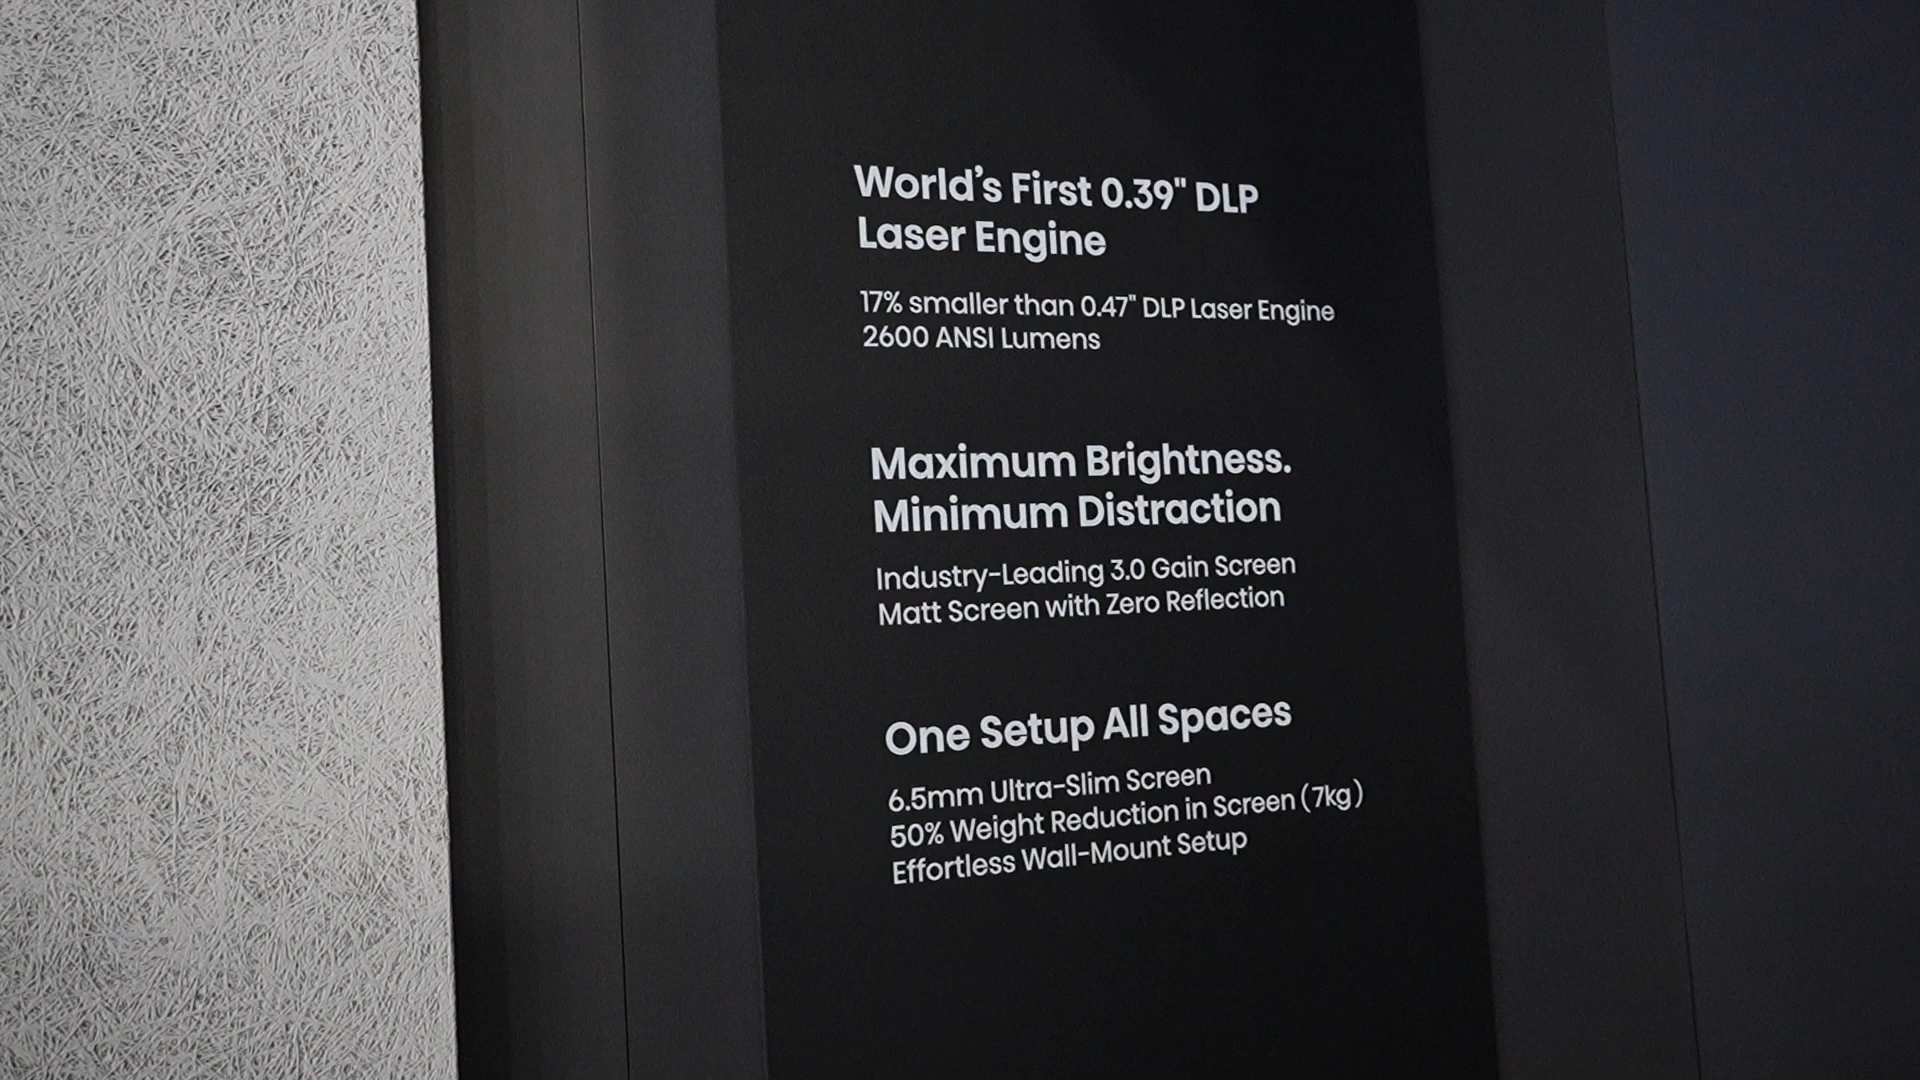 World’s First 0.39" DLP
Laser Engine
17% smaller than 0.47" DLP Laser Engine
2600 ANSI Lumens
Maximum Brightness.
Minimum Distraction
Industry-Leading 3.0 Gain Screen
Matt Screen with Zero Reflection
One Setup All Spaces
6.5mm Ultra-Slim Screen
50% Weight Reduction in Screen (7kg)
Effortless Wall-Mount Setup